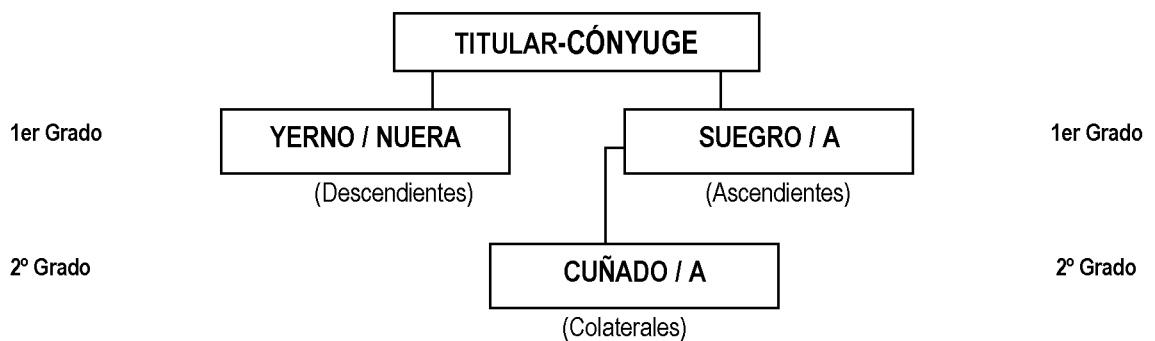 TITULAR-CÓNYUGE
1er Grado
YERNO / NUERA
SUEGRO / A
1er Grado
(Descendientes)
(Ascendientes)
2º Grado
CUÑADO / A
2º Grado
(Colaterales)